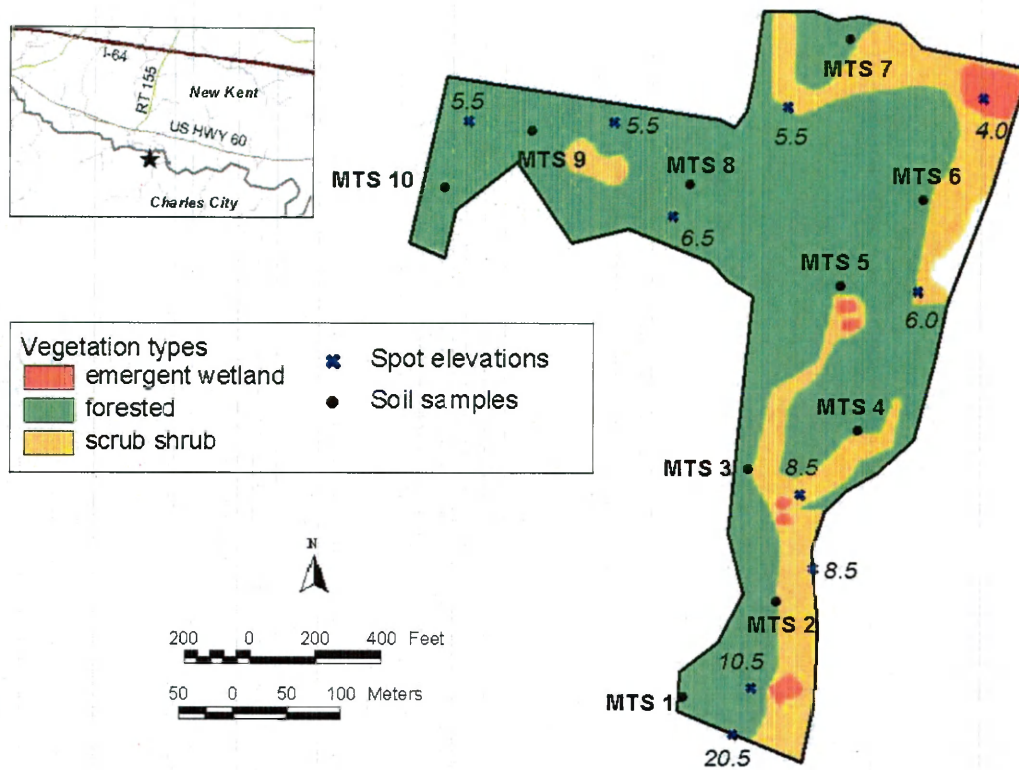 I-64
RT 155
New Kent
US HWY 60
Charles City
MTS 7
5.5
5.5
5.5
4.0
MTS 9
MTS 8
MTS 10
MTS 6
6.5
MTS 5
6.0
Vegetation types
emergent wetland
forested
scrub shrub
Spot elevations
Soil samples
MTS 4
MTS 3
8.5
8.5
N
200 0 200 400 Feet
50 0 50 100 Meters
MTS 2
10.5
MTS 1
20.5